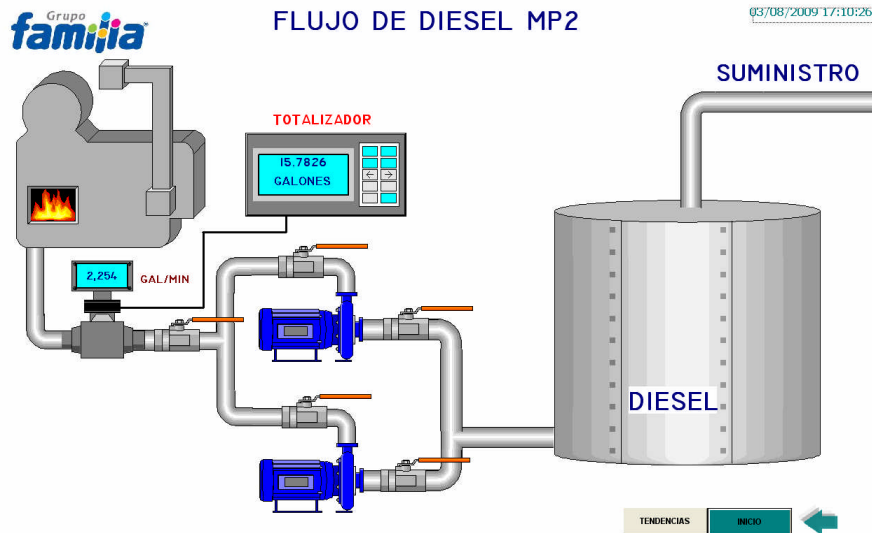 Grupo
familia
FLUJO DE DIESEL MP2
03/08/2009 17:10:26
SUMINISTRO
TOTALIZADOR
15.7826
GALONES
2,254
GAL/MIN
DIESEL
TENDENCIAS
INICIO